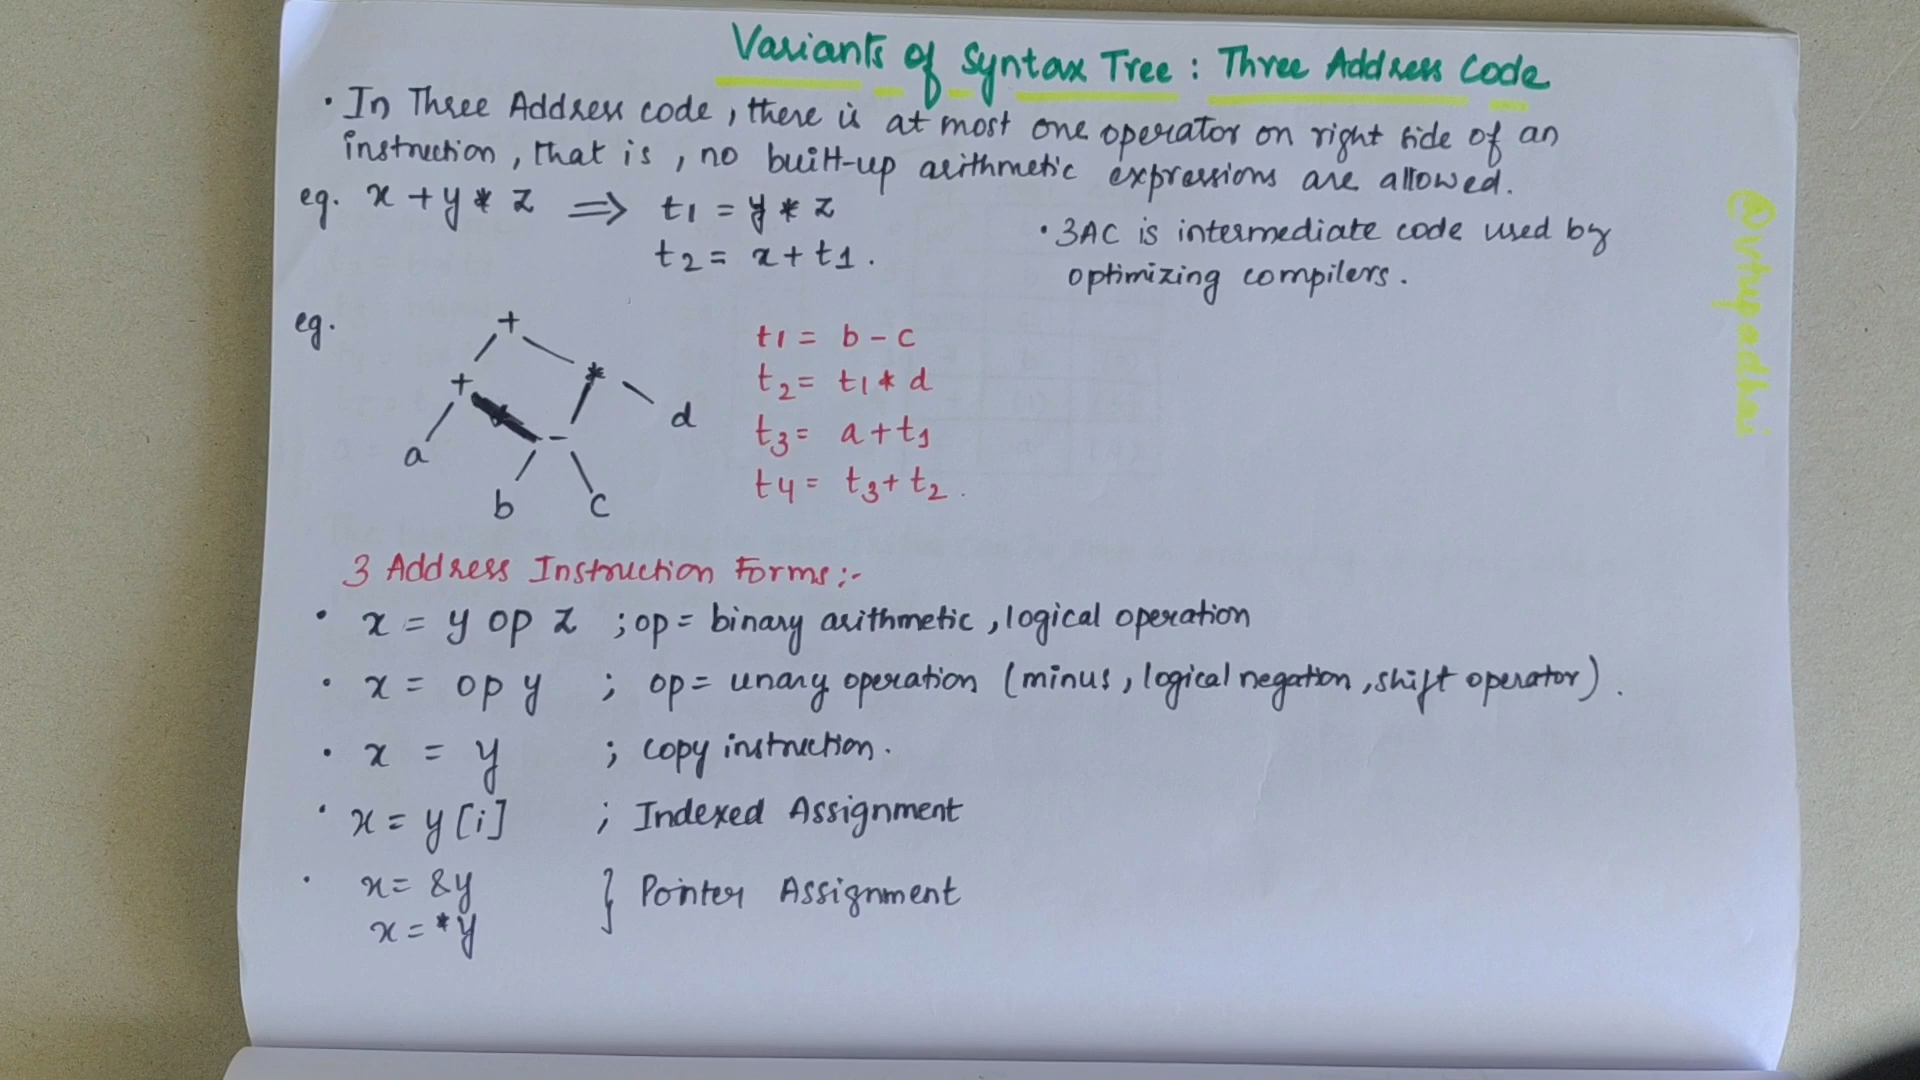 Variants of Syntax Tree : Three Address Code
• In Three Address code, there is at most one operator on right side of an
instruction, that is, no built-up arithmetic expressions are allowed.
eg. x + y * z ⇒ t1 = y * z
t2 = x + t1.
• 3AC is intermediate code used by
optimizing compilers.
@vtupadhai
eg.
+
+ *
a - d
b c
t1 = b - c
t2 = t1 * d
t3 = a + t1
t4 = t3 + t2.
3 Address Instruction Forms :-
• x = y op z ; op = binary arithmetic, logical operation
• x = op y ; op = unary operation (minus, logical negation, shift operator).
• x = y ; copy instruction.
• x = y [i] ; Indexed Assignment
• x = &y } Pointer Assignment
x = *y